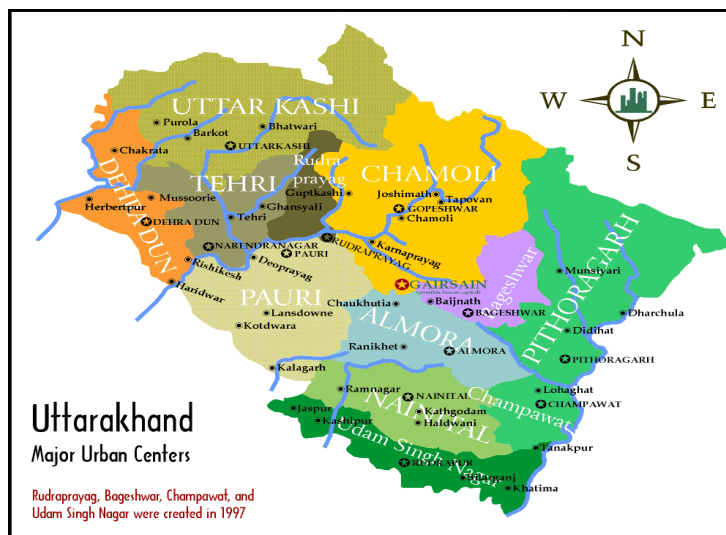 N
W
E
S
UTTAR KASHI
Purola
Barkot
Bhatwari
UTTARKASHI
Chakrata
DEHRA DUN
Herbertpur
Mussoorie
DEHRA DUN
TEHRI
Tehri
Ghansyali
NARENDRANAGAR
Rudra
prayag
Guptkashi
RUDRAPRAYAG
CHAMOLI
Joshimath
Tapovan
GOPESHWAR
Chamoli
Karnaprayag
GAIRSAIN
Rishikesh
Haridwar
Deoprayag
PAURI
PAURI
Lansdowne
Kotdwara
Kalagarh
Chaukhutia
Baijnath
Bageshwar
BAGESHWAR
ALMORA
Ranikhet
ALMORA
PITHORAGARH
Munsiyari
Dharchula
Didihat
PITHORAGARH
Lohaghat
Champawat
CHAMPAWAT
Tanakpur
Ramnagar
NAINITAL
NAINITAL
Kathgodam
Haldwani
Jaspur
Kashipur
Udam Singh Nagar
RUDRAPUR
Sitarganj
Khatima
Uttarakhand
Major Urban Centers
Rudraprayag, Bageshwar, Champawat, and
Udam Singh Nagar were created in 1997